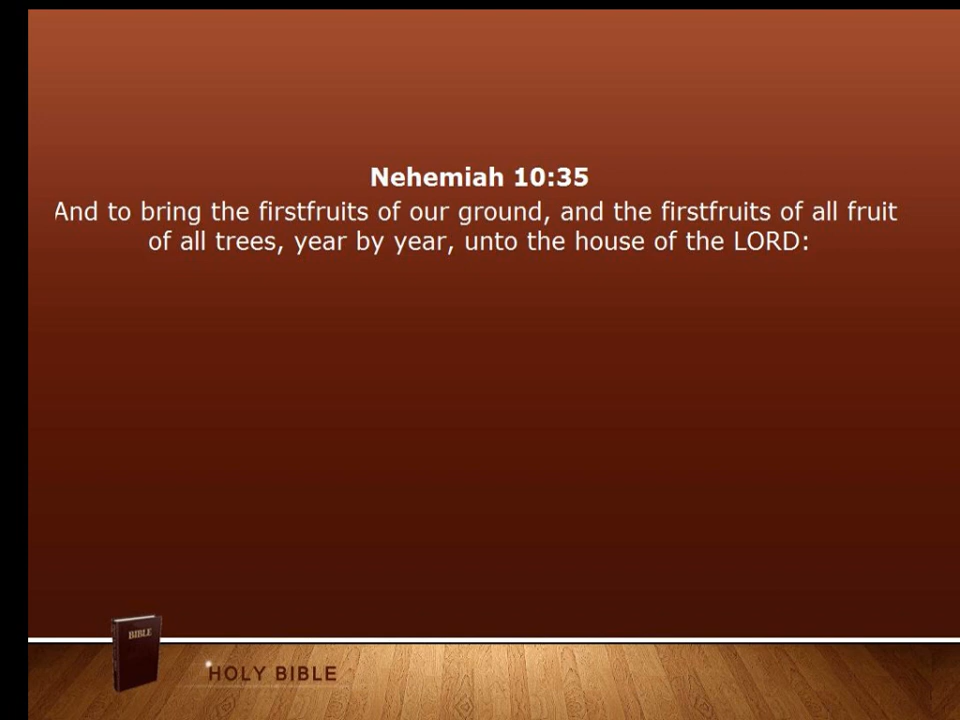 Nehemiah 10:35
And to bring the firstfruits of our ground, and the firstfruits of all fruit
of all trees, year by year, unto the house of the LORD:
BIBLE
HOLY BIBLE